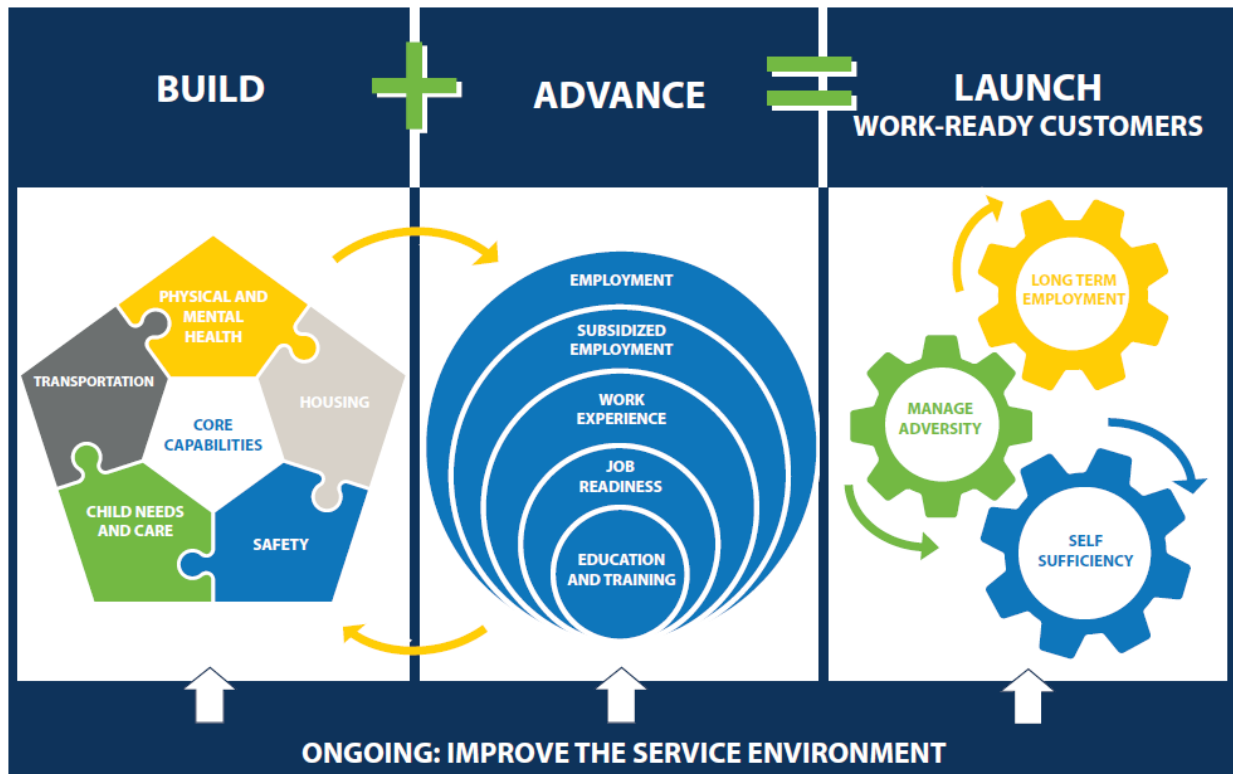 BUILD
ADVANCE
LAUNCH
WORK-READY CUSTOMERS
PHYSICAL AND
MENTAL
HEALTH
TRANSPORTATION
HOUSING
CORE
CAPABILITIES
CHILD NEEDS
AND CARE
SAFETY
EMPLOYMENT
SUBSIDIZED
EMPLOYMENT
WORK
EXPERIENCE
JOB
READINESS
EDUCATION
AND TRAINING
LONG TERM
EMPLOYMENT
MANAGE
ADVERSITY
SELF
SUFFICIENCY
ONGOING: IMPROVE THE SERVICE ENVIRONMENT